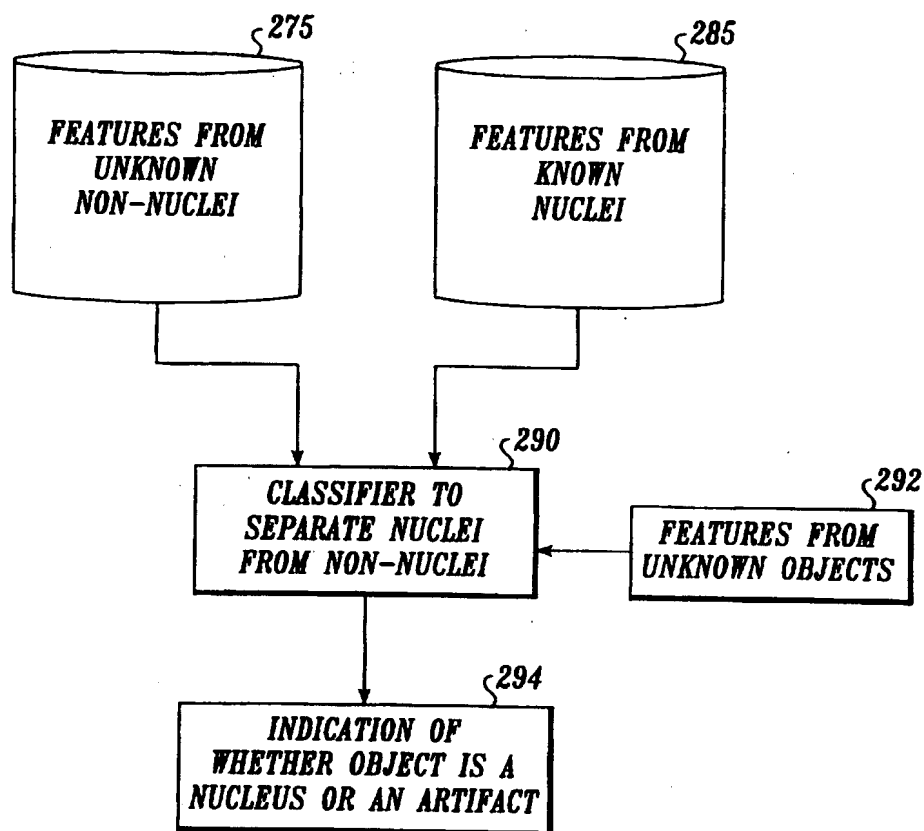 275
285
FEATURES FROM
UNKNOWN
NON-NUCLEI
FEATURES FROM
KNOWN
NUCLEI
290
CLASSIFIER TO
SEPARATE NUCLEI
FROM NON-NUCLEI
292
FEATURES FROM
UNKNOWN OBJECTS
294
INDICATION OF
WHETHER OBJECT IS A
NUCLEUS OR AN ARTIFACT